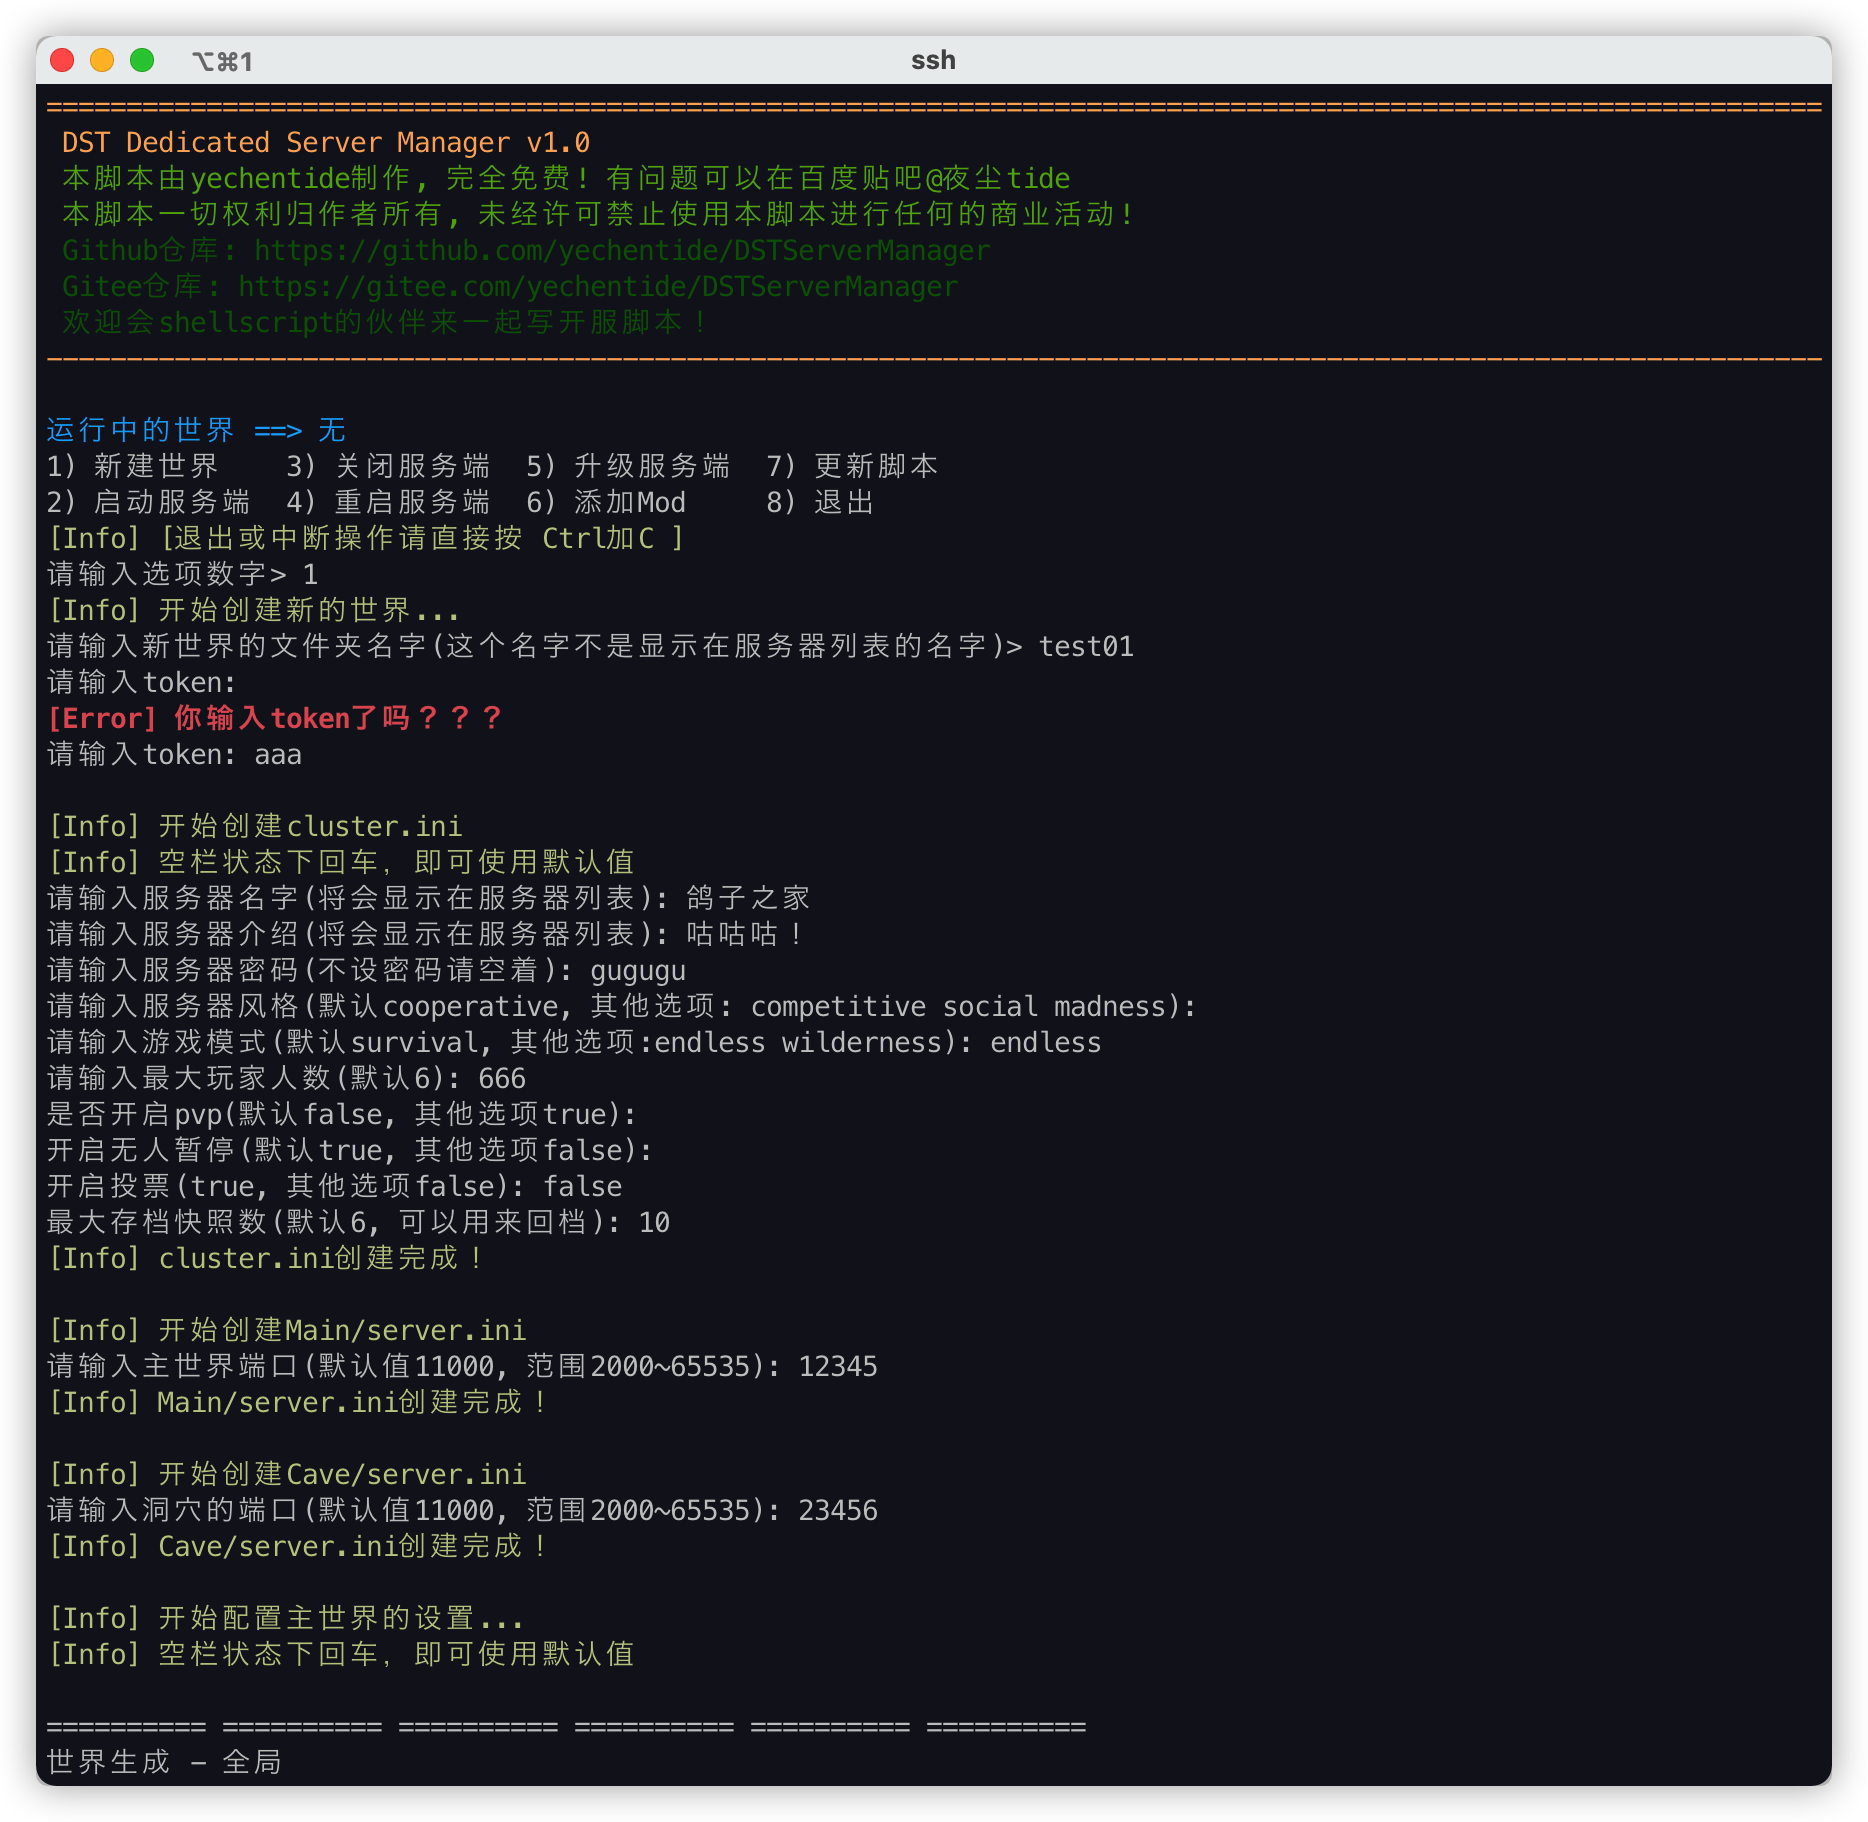 ⌥⌘1
ssh
================================================================================================================
DST Dedicated Server Manager v1.0
本脚本由yechentide制作, 完全免费! 有问题可以在百度贴吧@夜尘tide
本脚本一切权利归作者所有, 未经许可禁止使用本脚本进行任何的商业活动!
Github仓库: https://github.com/yechentide/DSTServerManager
Gitee仓库: https://gitee.com/yechentide/DSTServerManager
欢迎会shellscript的伙伴来一起写开服脚本！
----------------------------------------------------------------------------------------------------------------
运行中的世界 ==> 无
1) 新建世界    3) 关闭服务端  5) 升级服务端  7) 更新脚本
2) 启动服务端  4) 重启服务端  6) 添加Mod     8) 退出
[Info] [退出或中断操作请直接按 Ctrl加C ]
请输入选项数字> 1
[Info] 开始创建新的世界...
请输入新世界的文件夹名字(这个名字不是显示在服务器列表的名字)> test01
请输入token:
[Error] 你输入token了吗？？？
请输入token: aaa
[Info] 开始创建cluster.ini
[Info] 空栏状态下回车, 即可使用默认值
请输入服务器名字(将会显示在服务器列表): 鸽子之家
请输入服务器介绍(将会显示在服务器列表): 咕咕咕！
请输入服务器密码(不设密码请空着): gugugu
请输入服务器风格(默认cooperative, 其他选项: competitive social madness):
请输入游戏模式(默认survival, 其他选项:endless wilderness): endless
请输入最大玩家人数(默认6): 666
是否开启pvp(默认false, 其他选项true):
开启无人暂停(默认true, 其他选项false):
开启投票(true, 其他选项false): false
最大存档快照数(默认6, 可以用来回档): 10
[Info] cluster.ini创建完成！
[Info] 开始创建Main/server.ini
请输入主世界端口(默认值11000, 范围2000~65535): 12345
[Info] Main/server.ini创建完成！
[Info] 开始创建Cave/server.ini
请输入洞穴的端口(默认值11000, 范围2000~65535): 23456
[Info] Cave/server.ini创建完成！
[Info] 开始配置主世界的设置...
[Info] 空栏状态下回车, 即可使用默认值
========== ========== ========== ========== ========== ==========
世界生成 - 全局